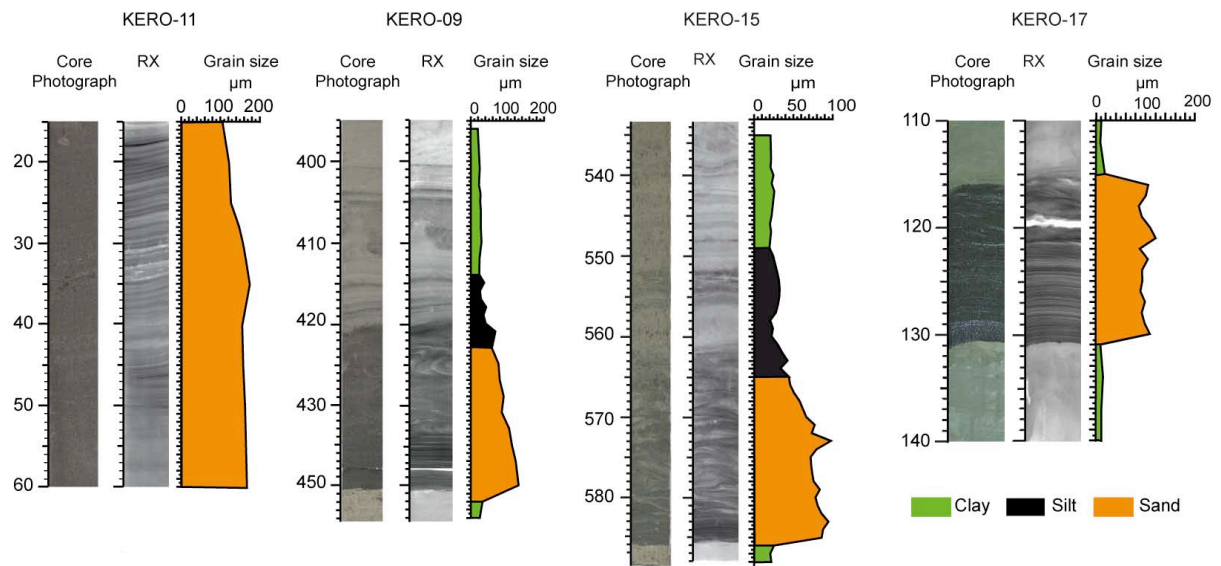 KERO-11
Core Photograph
RX
Grain size
µm
0 100 200
20
30
40
50
60
KERO-09
Core Photograph
RX
Grain size
µm
0 100 200
400
410
420
430
450
KERO-15
Core Photograph
RX
Grain size
µm
0 50 100
540
550
560
570
580
KERO-17
Core Photograph
RX
Grain size
µm
0 100 200
110
120
130
140
Clay
Silt
Sand